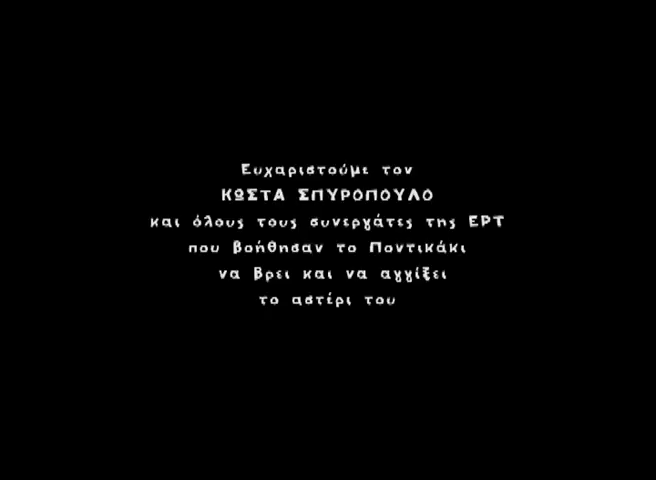 Ευχαριστούμε τον
ΚΩΣΤΑ ΣΠΥΡΟΠΟΥΛΟ
και όλους τους συνεργάτες της ΕΡΤ
που βοήθησαν το Ποντικάκι
να βρει και να αγγίξει
το αστέρι του